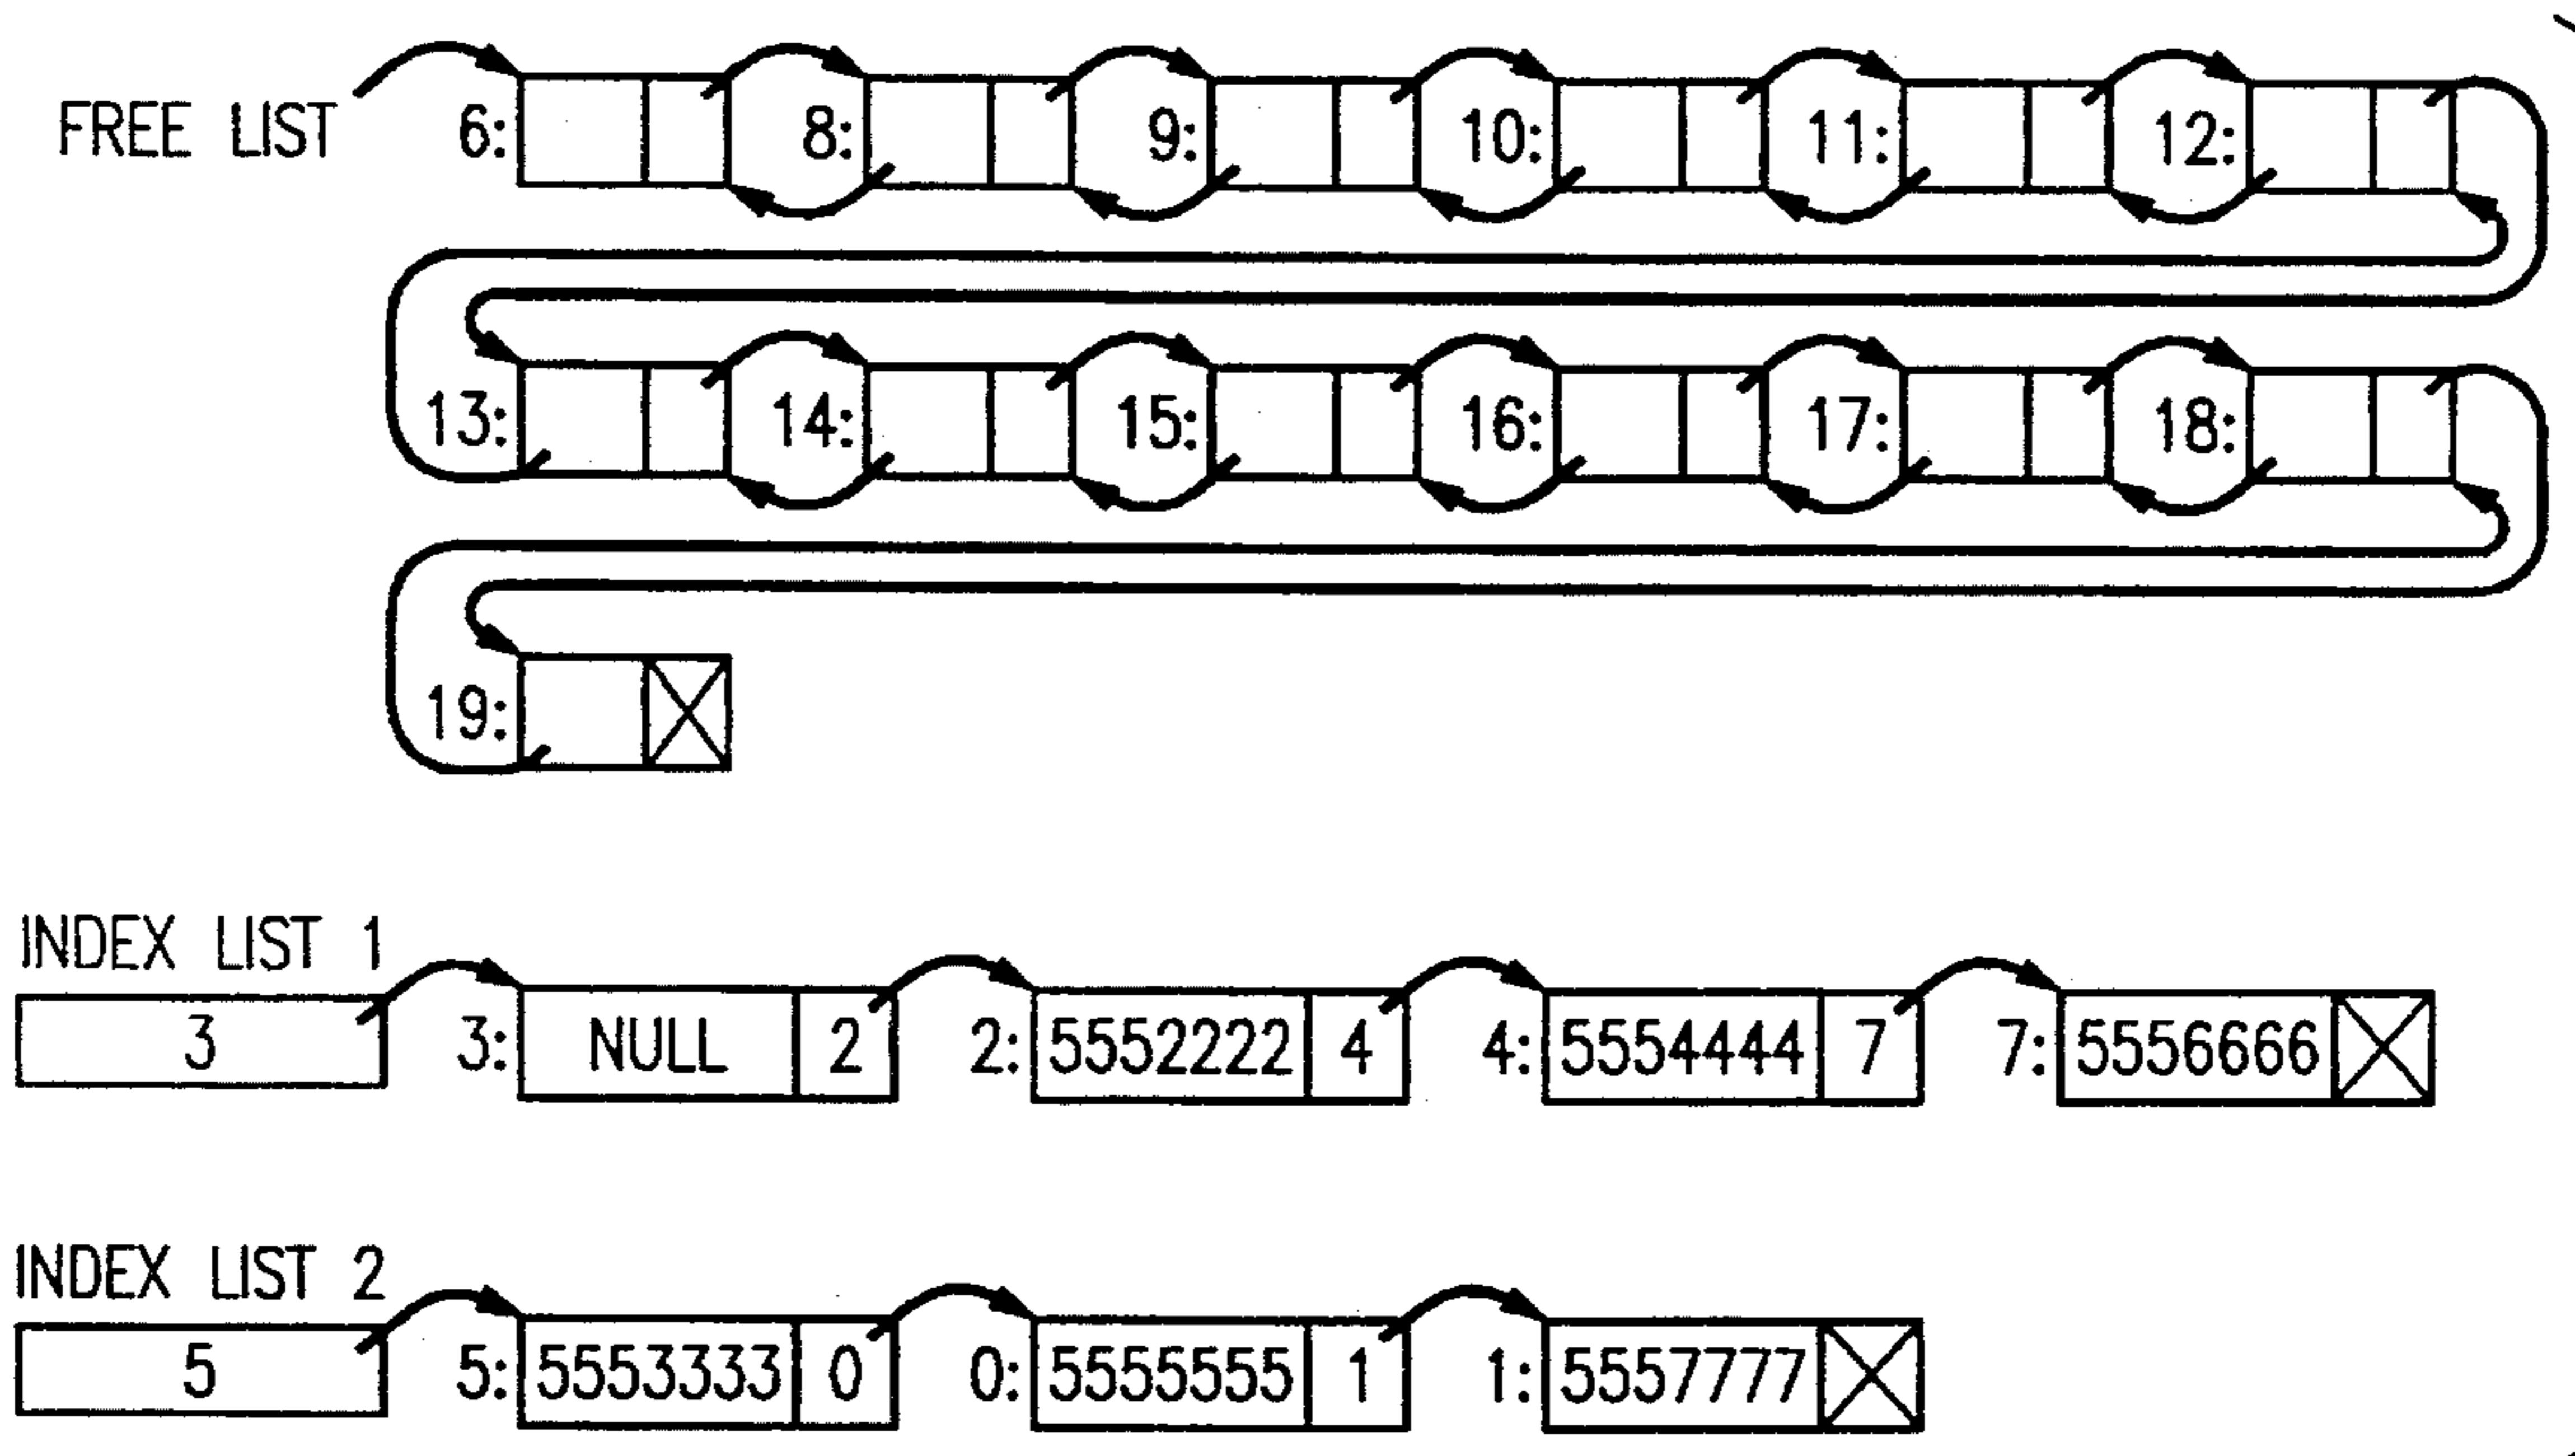 FREE LIST 6: 8: 9: 10: 11: 12:
13: 14: 15: 16: 17: 18:
19:
INDEX LIST 1
3 3: NULL 2 2: 5552222 4 4: 5554444 7 7: 5556666
INDEX LIST 2
5 5: 5553333 0 0: 5555555 1 1: 5557777